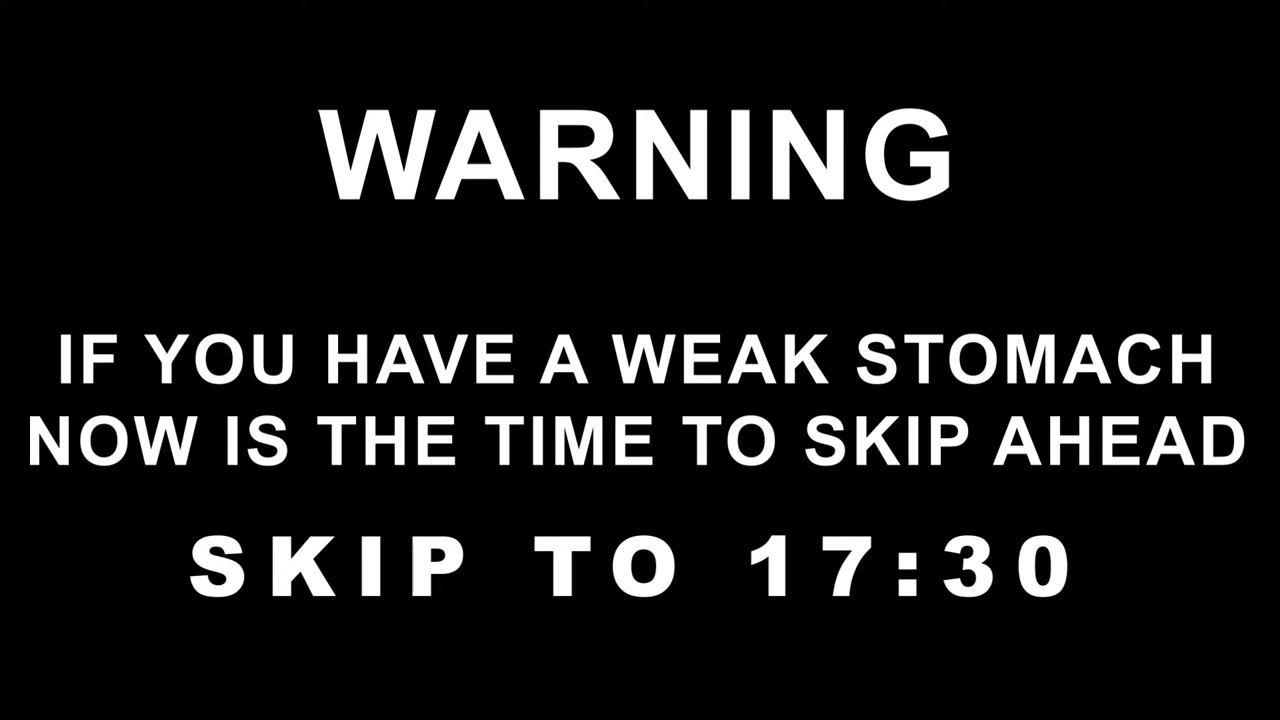 WARNING
IF YOU HAVE A WEAK STOMACH
NOW IS THE TIME TO SKIP AHEAD
SKIP TO 17:30